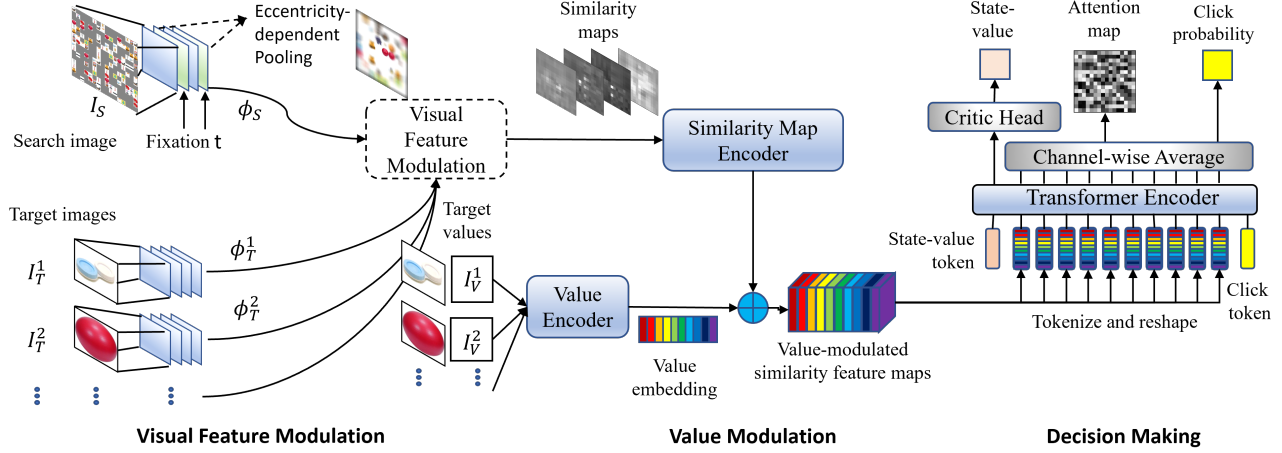 Eccentricity-
dependent
Pooling
I_S
ϕ_S
Search image
Fixation t
Visual
Feature
Modulation
Similarity
maps
Similarity Map
Encoder
State-
value
Attention
map
Click
probability
Critic Head
Channel-wise Average
Transformer Encoder
State-value
token
Click
token
Tokenize and reshape
Target images
I_T^1
ϕ_T^1
I_T^2
ϕ_T^2
Target
values
I_V^1
I_V^2
Value
Encoder
Value
embedding
Value-modulated
similarity feature maps
Visual Feature Modulation
Value Modulation
Decision Making